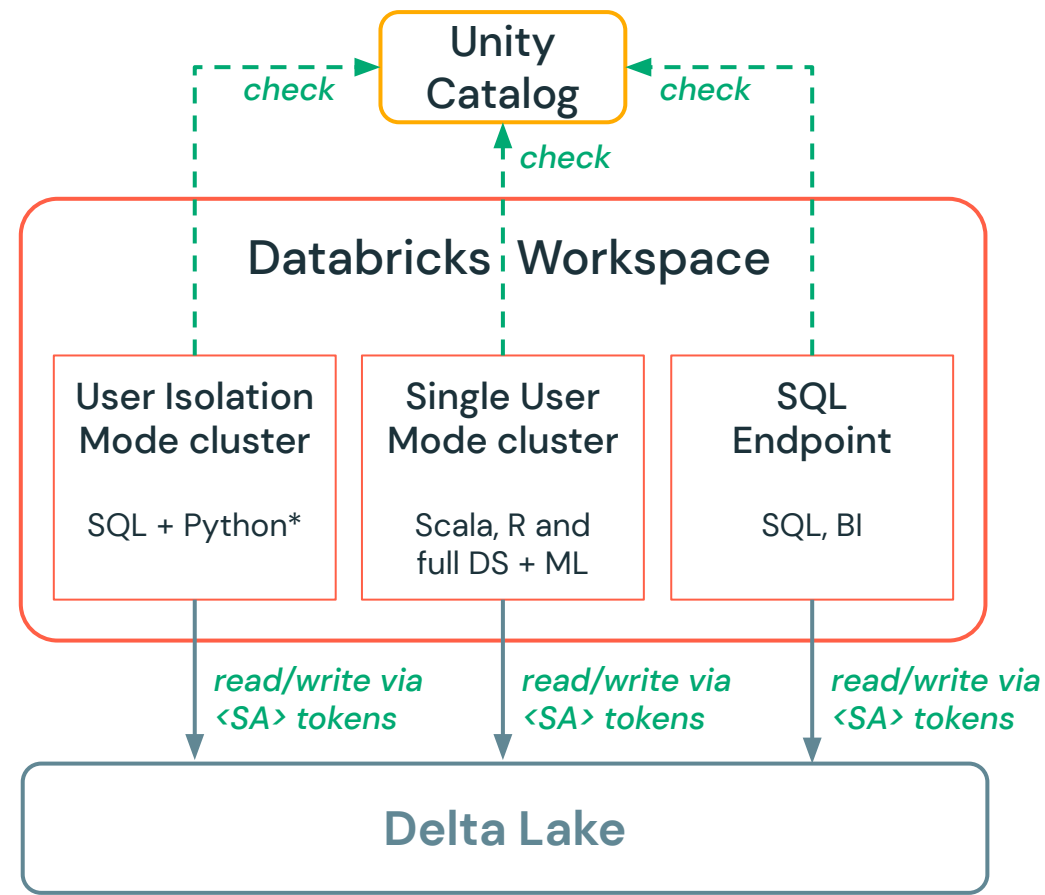 Unity
Catalog
check
check
check
Databricks Workspace
User Isolation
Mode cluster
SQL + Python*
Single User
Mode cluster
Scala, R and
full DS + ML
SQL
Endpoint
SQL, BI
read/write via
<SA> tokens
read/write via
<SA> tokens
read/write via
<SA> tokens
Delta Lake